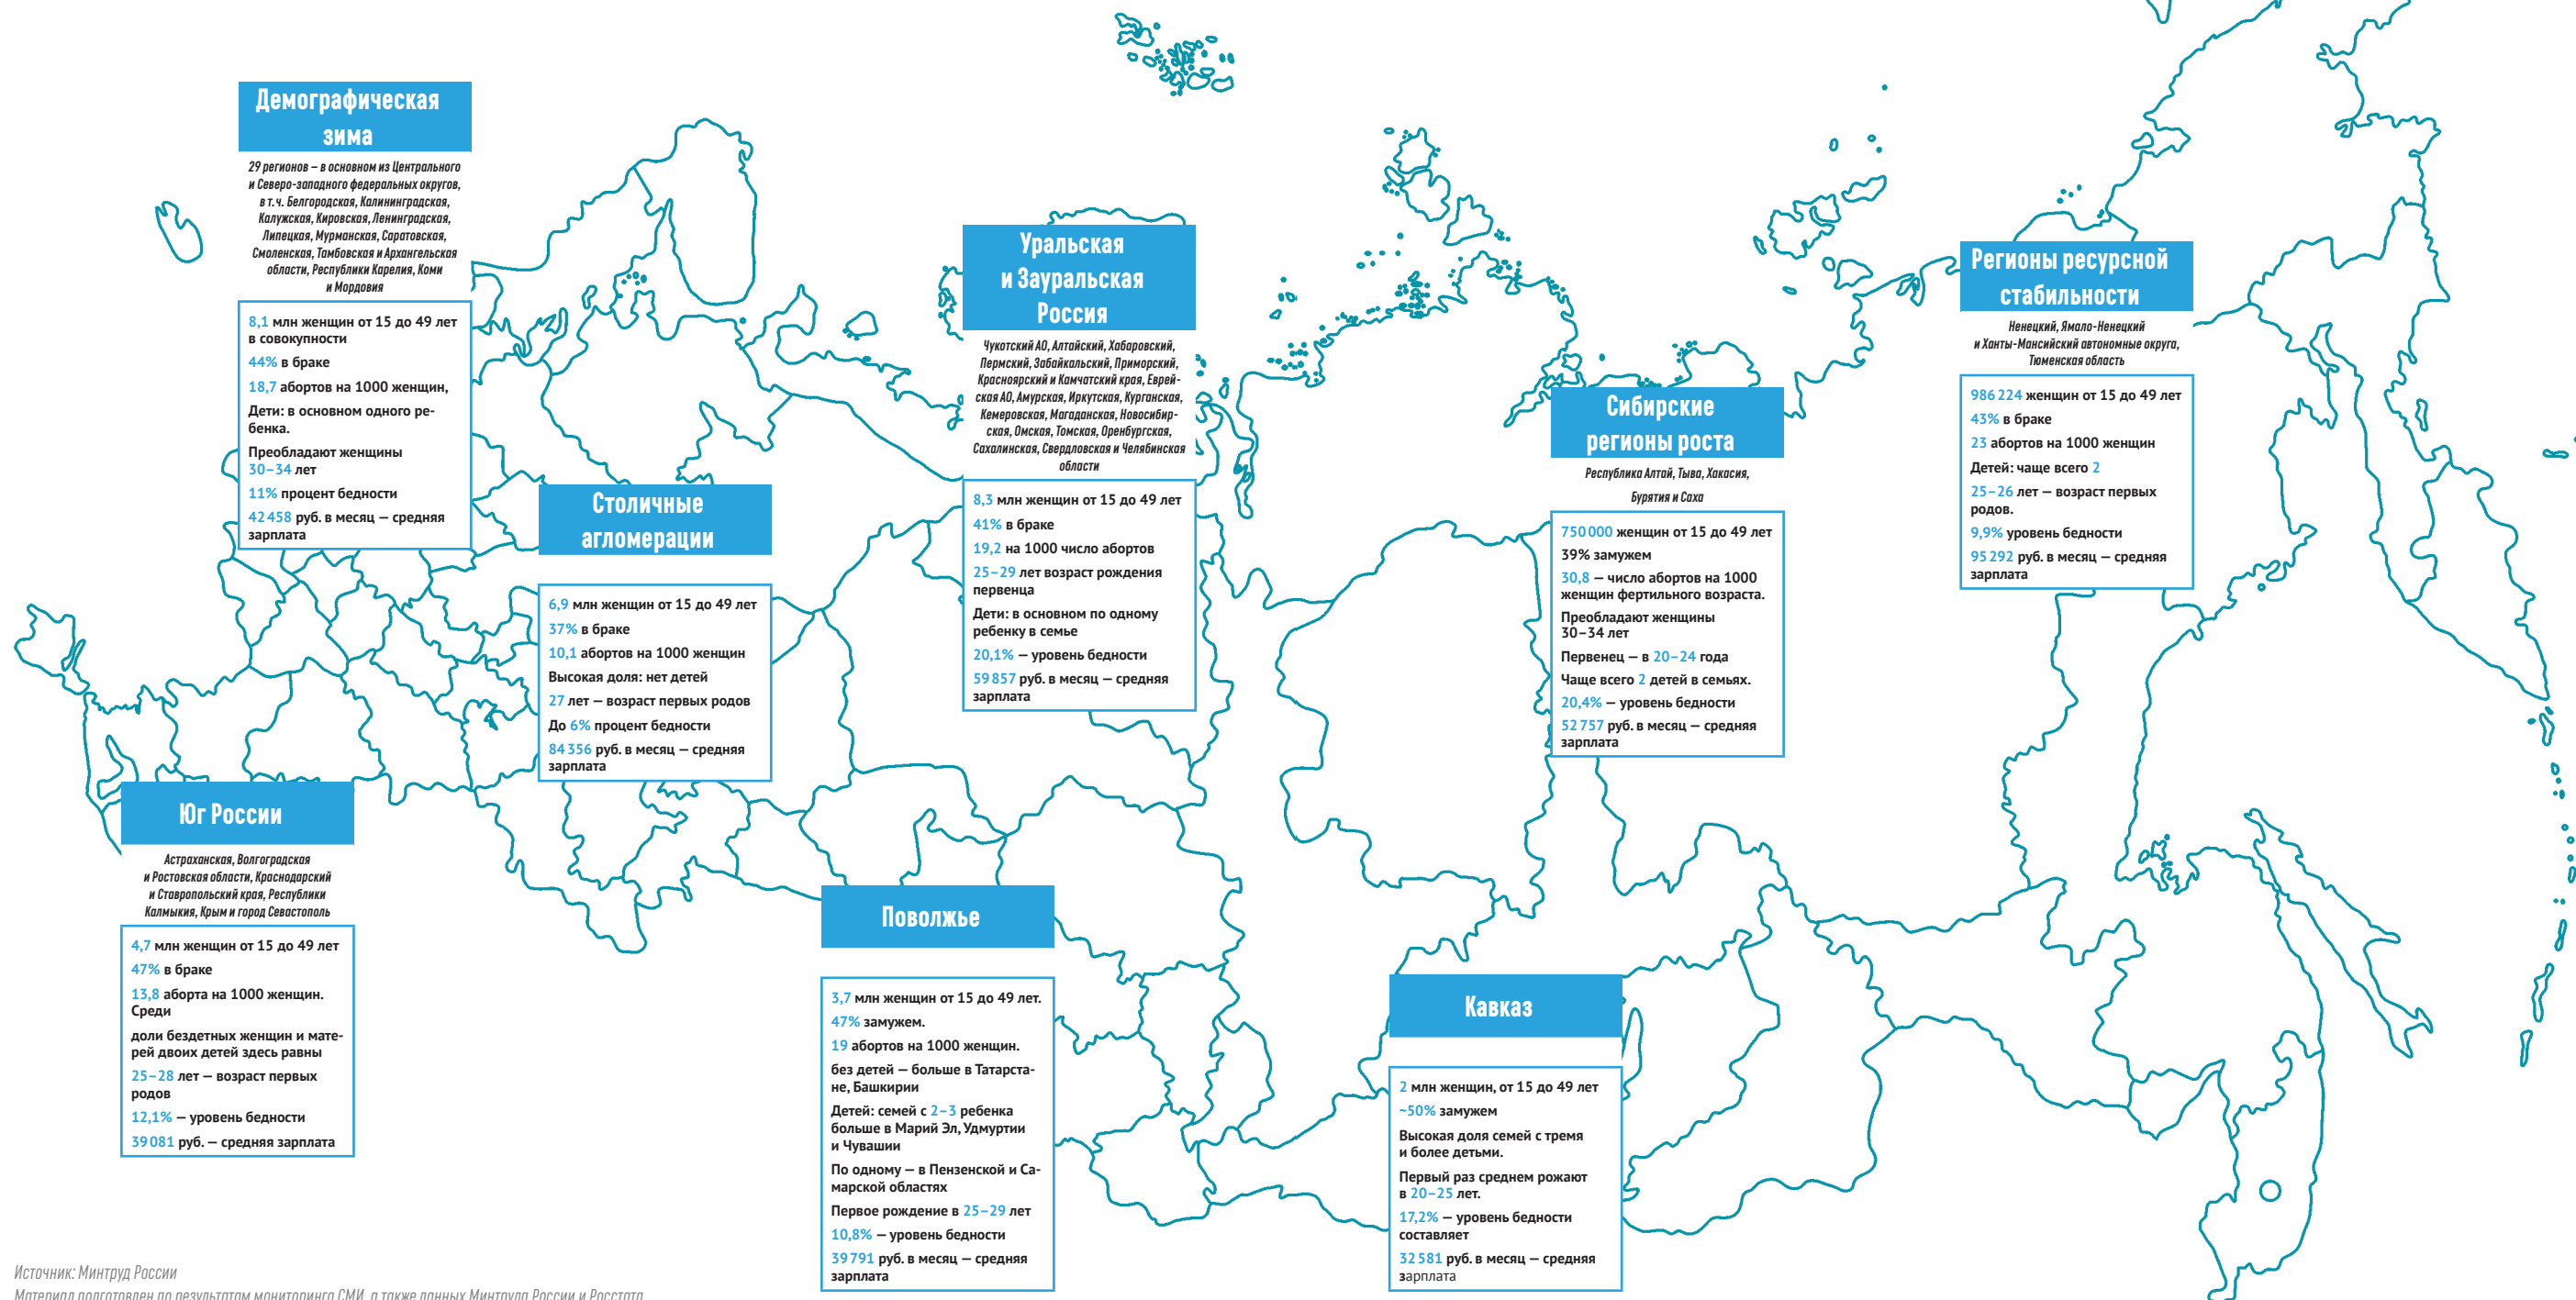 Демографическая
зима
29 регионов – в основном из Центрального
и Северо-западного федеральных округов,
в т.ч. Белгородская, Калининградская,
Калужская, Кировская, Ленинградская,
Липецкая, Мурманская, Саратовская,
Смоленская, Тамбовская и Архангельская
области, Республики Карелия, Коми
и Мордовия
8,1 млн женщин от 15 до 49 лет
в совокупности
44% в браке
18,7 абортов на 1000 женщин,
Дети: в основном одного ре-
бенка.
Преобладают женщины
30–34 лет
11% процент бедности
42 458 руб. в месяц — средняя
зарплата
Столичные
агломерации
6,9 млн женщин от 15 до 49 лет
37% в браке
10,1 абортов на 1000 женщин
Высокая доля: нет детей
27 лет — возраст первых родов
До 6% процент бедности
84 356 руб. в месяц — средняя
зарплата
Уральская
и Зауральская
Россия
Чукотский АО, Алтайский, Хабаровский,
Пермский, Забайкальский, Приморский,
Красноярский и Камчатский края, Еврей-
ская АО, Амурская, Иркутская, Курганская,
Кемеровская, Магаданская, Новосибир-
ская, Омская, Томская, Оренбургская,
Сахалинская, Свердловская и Челябинская
области
8,3 млн женщин от 15 до 49 лет
41% в браке
19,2 на 1000 число абортов
25–29 лет возраст рождения
первенца
Дети: в основном по одному
ребенку в семье
20,1% — уровень бедности
59 857 руб. в месяц — средняя
зарплата
Сибирские
регионы роста
Республика Алтай, Тыва, Хакасия,
Бурятия и Саха
750 000 женщин от 15 до 49 лет
39% замужем
30,8 — число абортов на 1000
женщин фертильного возраста.
Преобладают женщины
30–34 лет
Первенец — в 20–24 года
Чаще всего 2 детей в семьях.
20,4% — уровень бедности
52 757 руб. в месяц — средняя
зарплата
Регионы ресурсной
стабильности
Ненецкий, Ямало-Ненецкий
и Ханты-Мансийский автономные округа,
Тюменская область
986 224 женщин от 15 до 49 лет
43% в браке
23 абортов на 1000 женщин
Детей: чаще всего 2
25–26 лет — возраст первых
родов.
9,9% уровень бедности
95 292 руб. в месяц — средняя
зарплата
Юг России
Астраханская, Волгоградская
и Ростовская области, Краснодарский
и Ставропольский края, Республики
Калмыкия, Крым и город Севастополь
4,7 млн женщин от 15 до 49 лет
47% в браке
13,8 аборта на 1000 женщин.
Среди
доли бездетных женщин и мате-
рей двоих детей здесь равны
25–28 лет — возраст первых
родов
12,1% — уровень бедности
39 081 руб. — средняя зарплата
Поволжье
3,7 млн женщин от 15 до 49 лет.
47% замужем.
19 абортов на 1000 женщин.
без детей — больше в Татарста-
не, Башкирии
Детей: семей с 2–3 ребенка
больше в Марий Эл, Удмуртии
и Чувашии
По одному — в Пензенской и Са-
марской областях
Первое рождение в 25–29 лет
10,8% — уровень бедности
39 791 руб. в месяц — средняя
зарплата
Кавказ
2 млн женщин, от 15 до 49 лет
~50% замужем
Высокая доля семей с тремя
и более детьми.
Первый раз среднем рожают
в 20–25 лет.
17,2% — уровень бедности
составляет
32 581 руб. в месяц — средняя
зарплата
Источник: Минтруд России
Материал подготовлен по результатам мониторинга СМИ, а также данных Минтруда России и Росстата